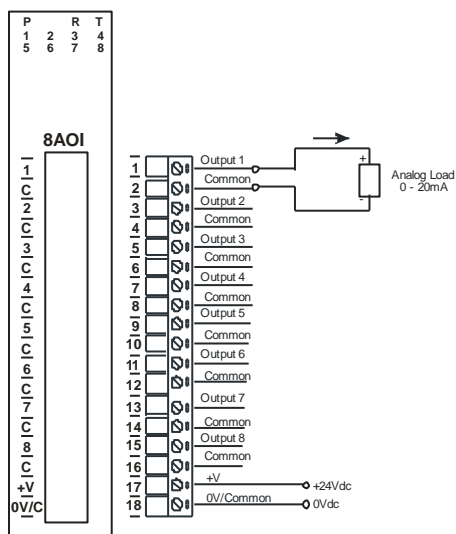 P R T
1 2 3 4
5 6 7 8
8AOI
1
C
2
C
3
C
4
C
5
C
6
C
7
C
8
C
+V
0V/C
1 Output 1
2 Common
3 Output 2
4 Common
5 Output 3
6 Common
7 Output 4
8 Common
9 Output 5
10 Common
11 Output 6
12 Common
13 Output 7
14 Common
15 Output 8
16 Common
17 +V +24Vdc
18 0V/Common 0Vdc
+
-
Analog Load
0 - 20mA